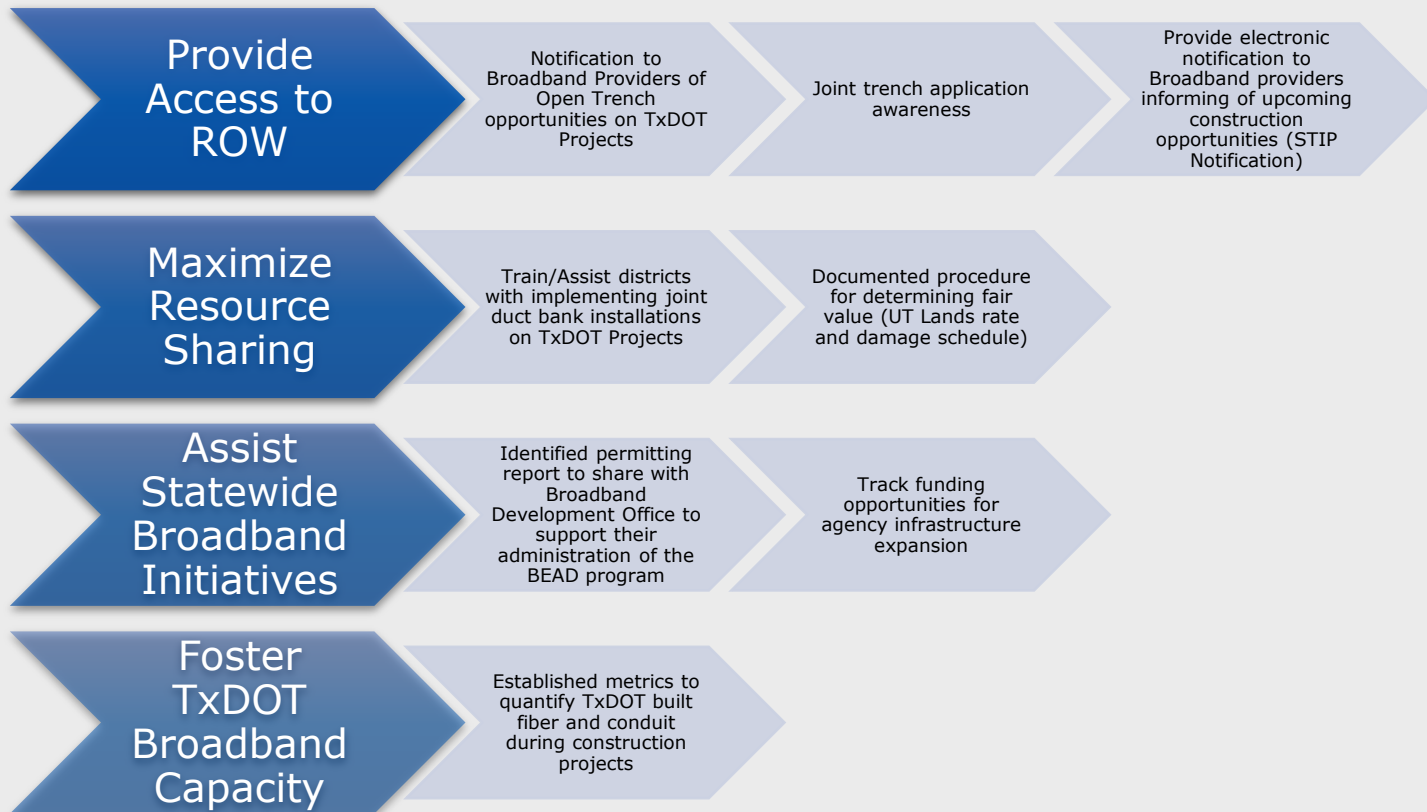 Provide
Access to
ROW
Notification to
Broadband Providers of
Open Trench
opportunities on TxDOT
Projects
Joint trench application
awareness
Provide electronic
notification to
Broadband providers
informing of upcoming
construction
opportunities (STIP
Notification)
Maximize
Resource
Sharing
Train/Assist districts
with implementing joint
duct bank installations
on TxDOT Projects
Documented procedure
for determining fair
value (UT Lands rate
and damage schedule)
Assist
Statewide
Broadband
Initiatives
Identified permitting
report to share with
Broadband
Development Office to
support their
administration of the
BEAD program
Track funding
opportunities for
agency infrastructure
expansion
Foster
TxDOT
Broadband
Capacity
Established metrics to
quantify TxDOT built
fiber and conduit
during construction
projects